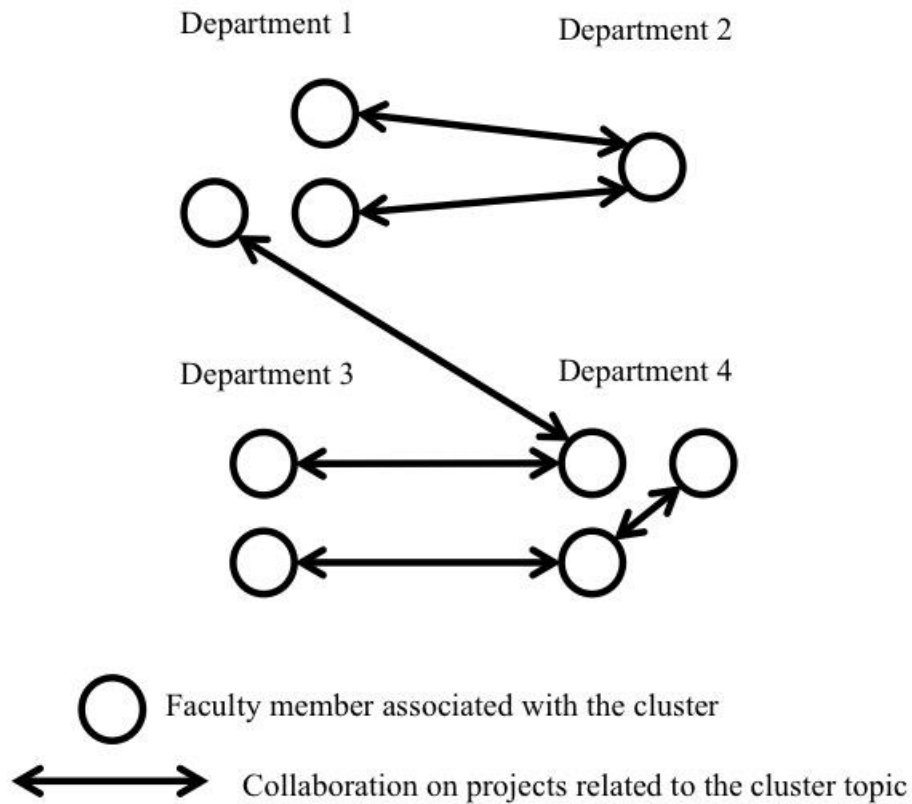 Department 1
Department 2
Department 3
Department 4
Faculty member associated with the cluster
Collaboration on projects related to the cluster topic